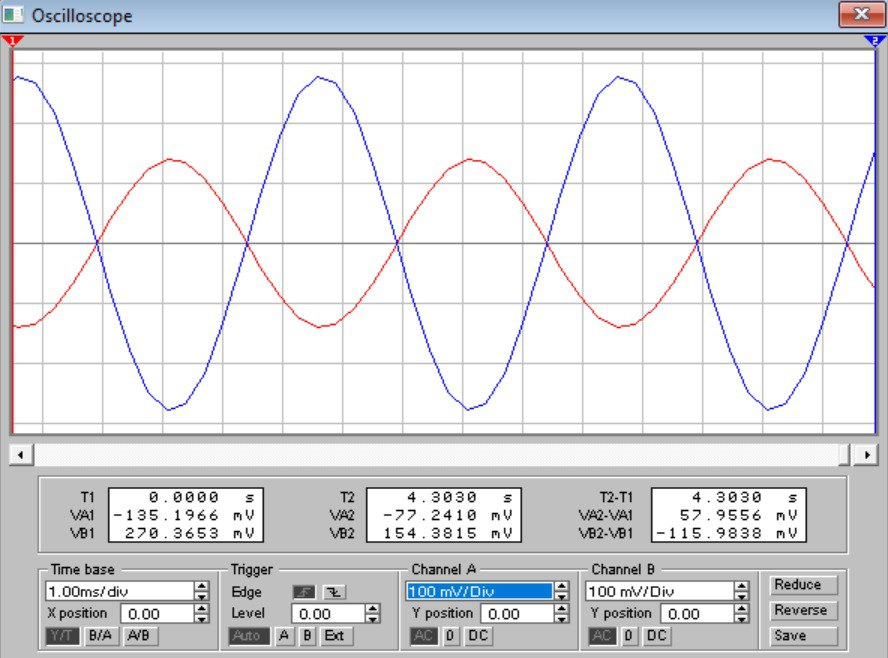 Oscilloscope
1 2
T1 0.0000 s T2 4.3030 s T2-T1 4.3030 s
VA1 -135.1966 mV VA2 -77.2410 mV VA2-VA1 57.9556 mV
VB1 270.3653 mV VB2 154.3815 mV VB2-VB1 -115.9838 mV
Time base Trigger Channel A Channel B
1.00ms/div Edge 100 mV/Div 100 mV/Div Reduce
X position 0.00 Level 0.00 Y position 0.00 Y position 0.00 Reverse
Y/T B/A A/B Auto A B Ext AC 0 DC AC 0 DC Save